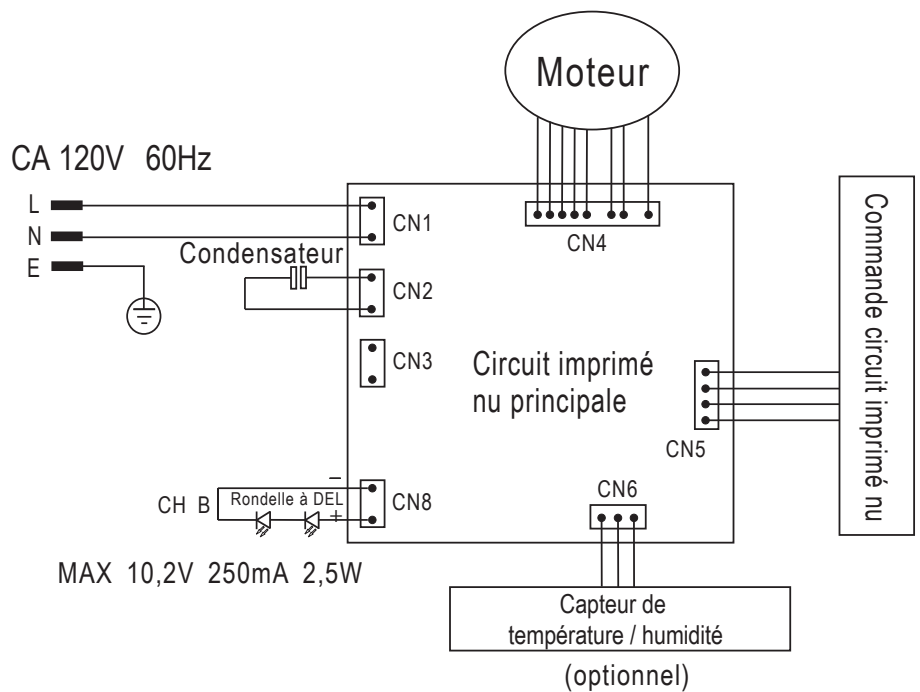 Moteur
CA 120V 60Hz
L
N
E
CN1
CN4
Condensateur
CN2
CN3
Circuit imprimé
nu principale
Commande circuit imprimé nu
CN5
CN6
CN8
CH B
Rondelle à DEL
−
+
MAX 10,2V 250mA 2,5W
Capteur de
température / humidité
(optionnel)